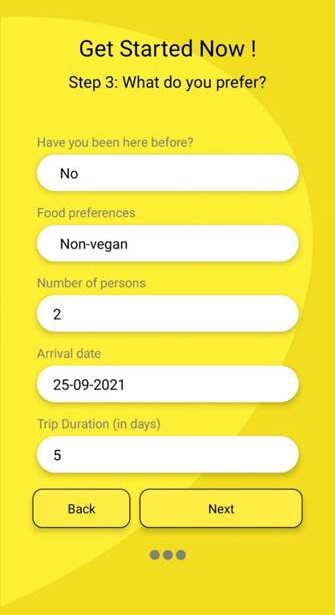 Get Started Now !
Step 3: What do you prefer?
Have you been here before?
No
Food preferences
Non-vegan
Number of persons
2
Arrival date
25-09-2021
Trip Duration (in days)
5
Back
Next